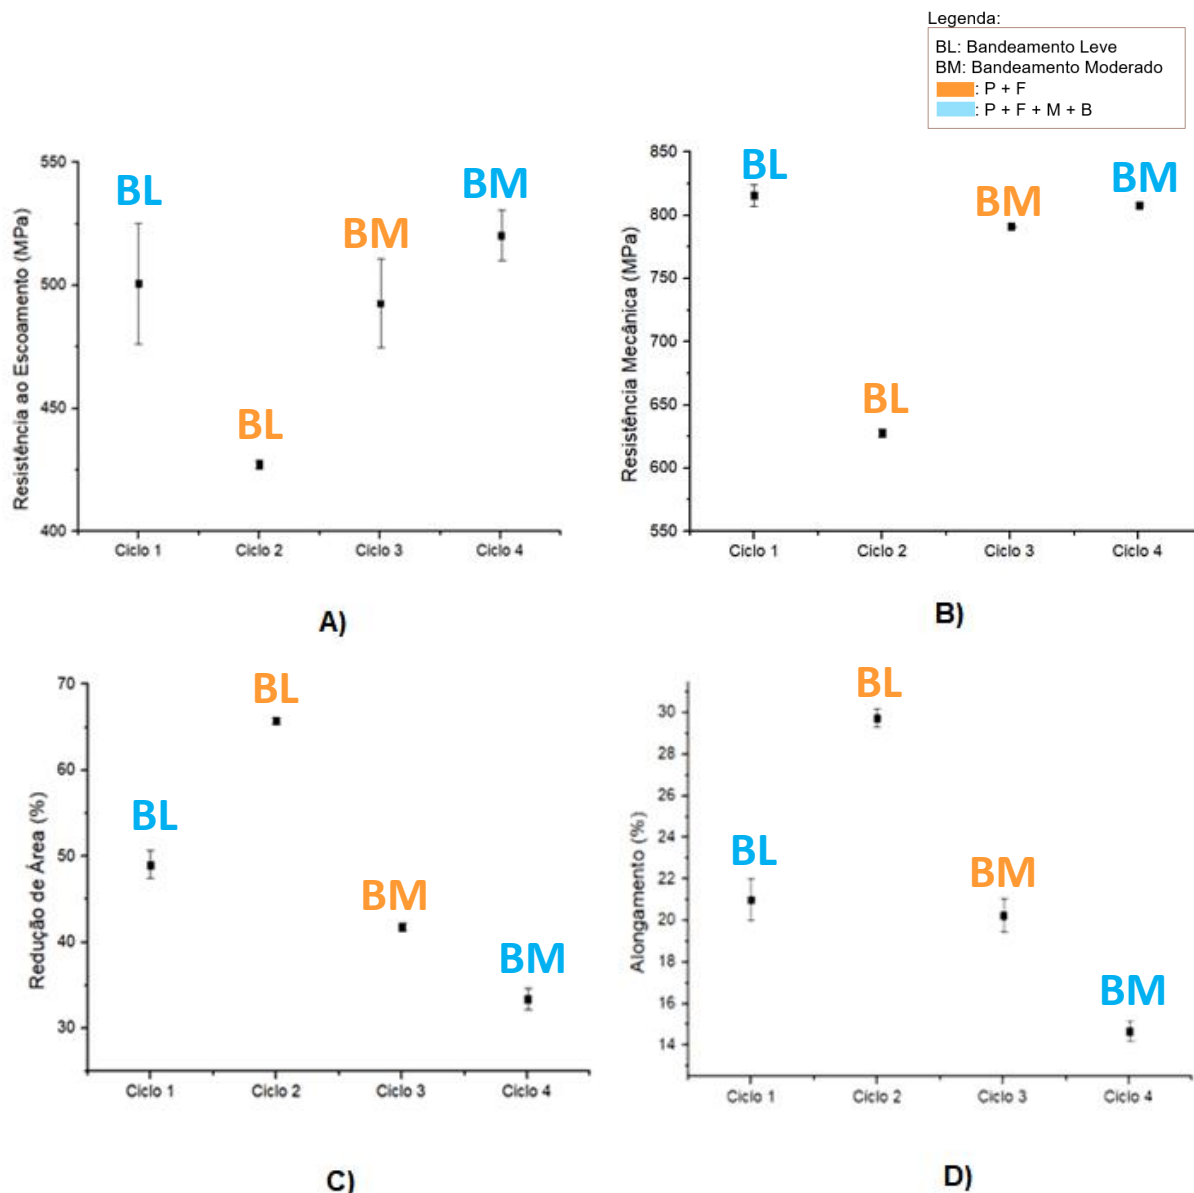 Legenda:
BL: Bandeamento Leve
BM: Bandeamento Moderado
: P + F
: P + F + M + B
Resistência ao Escoamento (MPa)
550
500
450
400
BL
BL
BM
BM
Ciclo 1
Ciclo 2
Ciclo 3
Ciclo 4
A)
Resistência Mecânica (MPa)
850
800
750
700
650
600
550
BL
BL
BM
BM
Ciclo 1
Ciclo 2
Ciclo 3
Ciclo 4
B)
Redução de Área (%)
70
60
50
40
30
BL
BL
BM
BM
Ciclo 1
Ciclo 2
Ciclo 3
Ciclo 4
C)
Alongamento (%)
30
28
26
24
22
20
18
16
14
BL
BL
BM
BM
Ciclo 1
Ciclo 2
Ciclo 3
Ciclo 4
D)